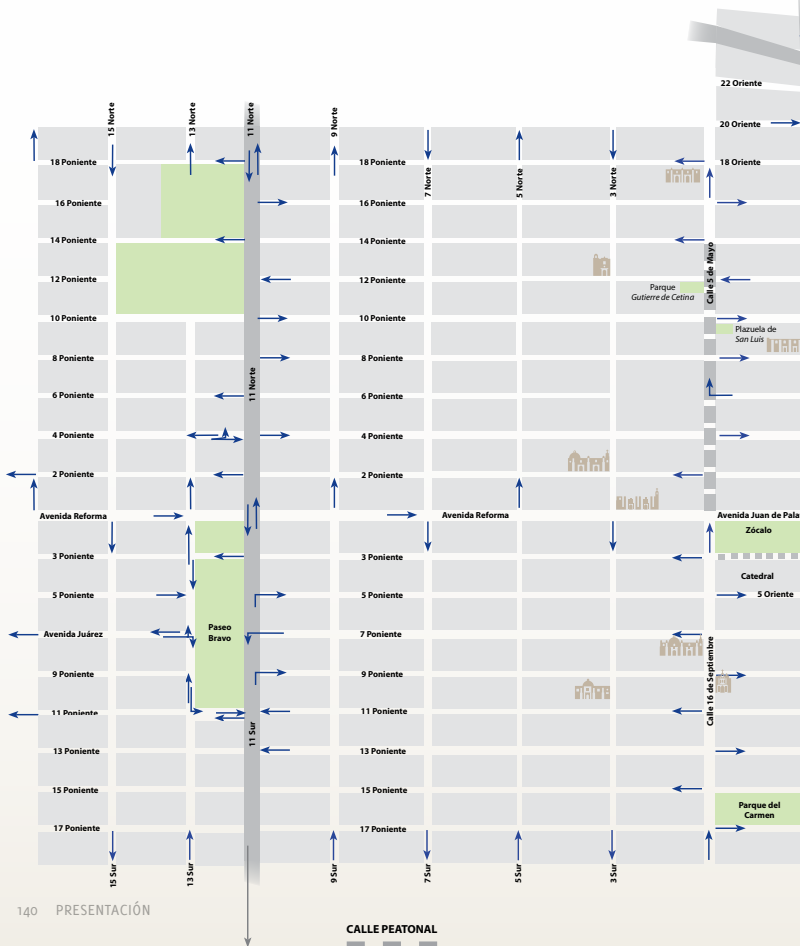 22 Oriente
20 Oriente
15 Norte
13 Norte
11 Norte
9 Norte
18 Poniente
18 Poniente
18 Oriente
7 Norte
5 Norte
3 Norte
16 Poniente
16 Poniente
14 Poniente
14 Poniente
Calle 5 de Mayo
12 Poniente
12 Poniente
Parque
Gutierre de Cetina
10 Poniente
10 Poniente
Plazuela de
San Luis
8 Poniente
8 Poniente
11 Norte
6 Poniente
6 Poniente
4 Poniente
4 Poniente
2 Poniente
2 Poniente
Avenida Reforma
Avenida Reforma
Avenida Juan de Pala
Zócalo
3 Poniente
3 Poniente
Catedral
5 Poniente
5 Poniente
5 Oriente
Paseo
Bravo
Avenida Juárez
7 Poniente
Calle 16 de Septiembre
9 Poniente
9 Poniente
11 Poniente
11 Poniente
11 Sur
13 Poniente
13 Poniente
15 Poniente
15 Poniente
Parque del
Carmen
17 Poniente
17 Poniente
15 Sur
13 Sur
9 Sur
7 Sur
5 Sur
3 Sur
140 PRESENTACIÓN
CALLE PEATONAL